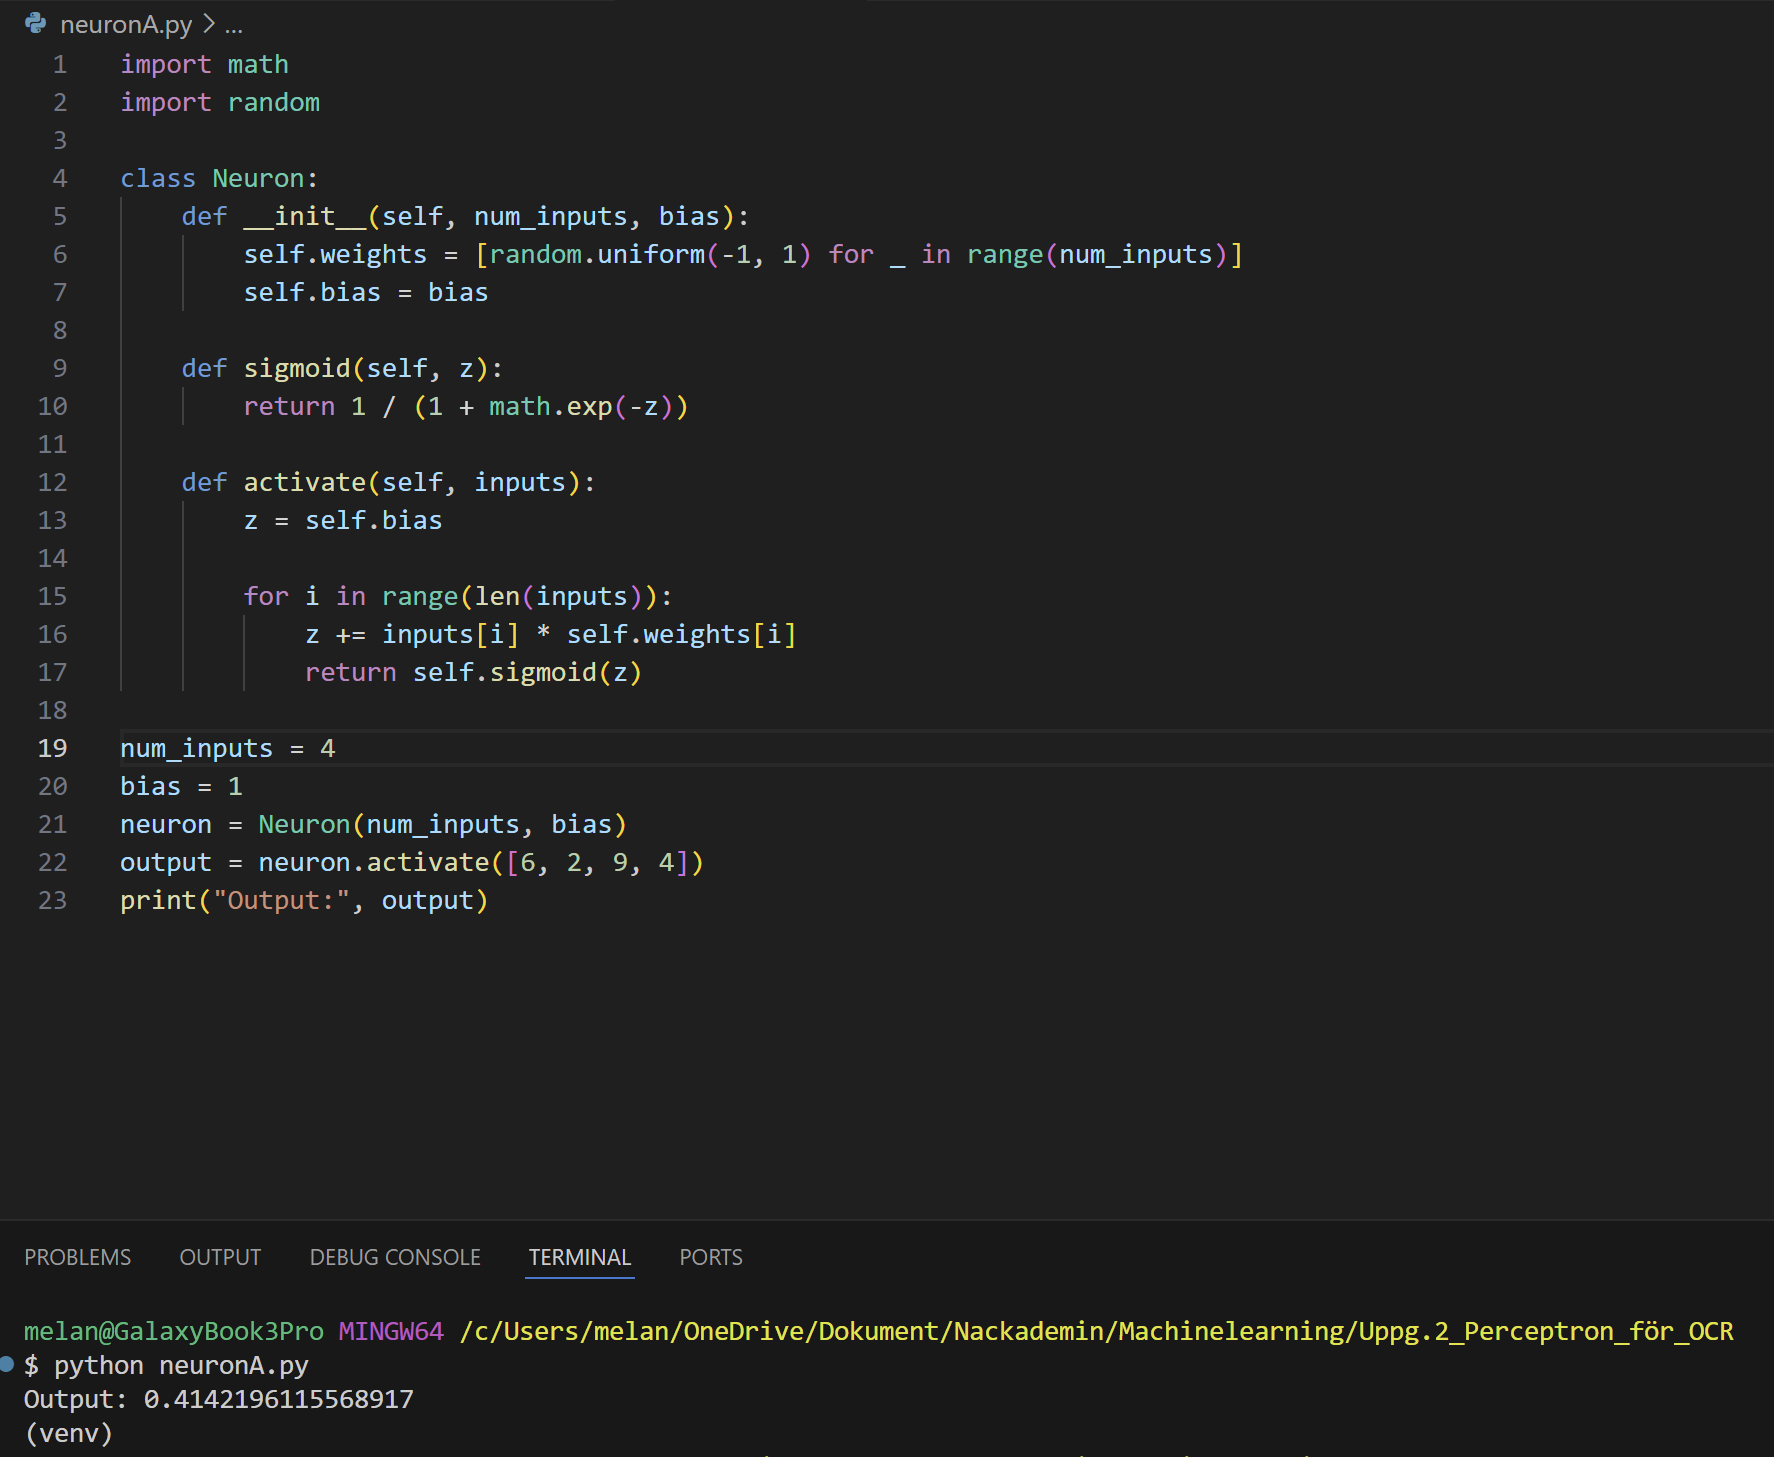 neuronA.py > ...
1 import math
2 import random
3
4 class Neuron:
5     def __init__(self, num_inputs, bias):
6         self.weights = [random.uniform(-1, 1) for _ in range(num_inputs)]
7         self.bias = bias
8
9     def sigmoid(self, z):
10         return 1 / (1 + math.exp(-z))
11
12     def activate(self, inputs):
13         z = self.bias
14
15         for i in range(len(inputs)):
16             z += inputs[i] * self.weights[i]
17             return self.sigmoid(z)
18
19 num_inputs = 4
20 bias = 1
21 neuron = Neuron(num_inputs, bias)
22 output = neuron.activate([6, 2, 9, 4])
23 print("Output:", output)
PROBLEMS OUTPUT DEBUG CONSOLE TERMINAL PORTS
melan@GalaxyBook3Pro MINGW64 /c/Users/melan/OneDrive/Dokument/Nackademin/Machinelearning/Uppg.2_Perceptron_för_OCR
$ python neuronA.py
Output: 0.4142196115568917
(venv)